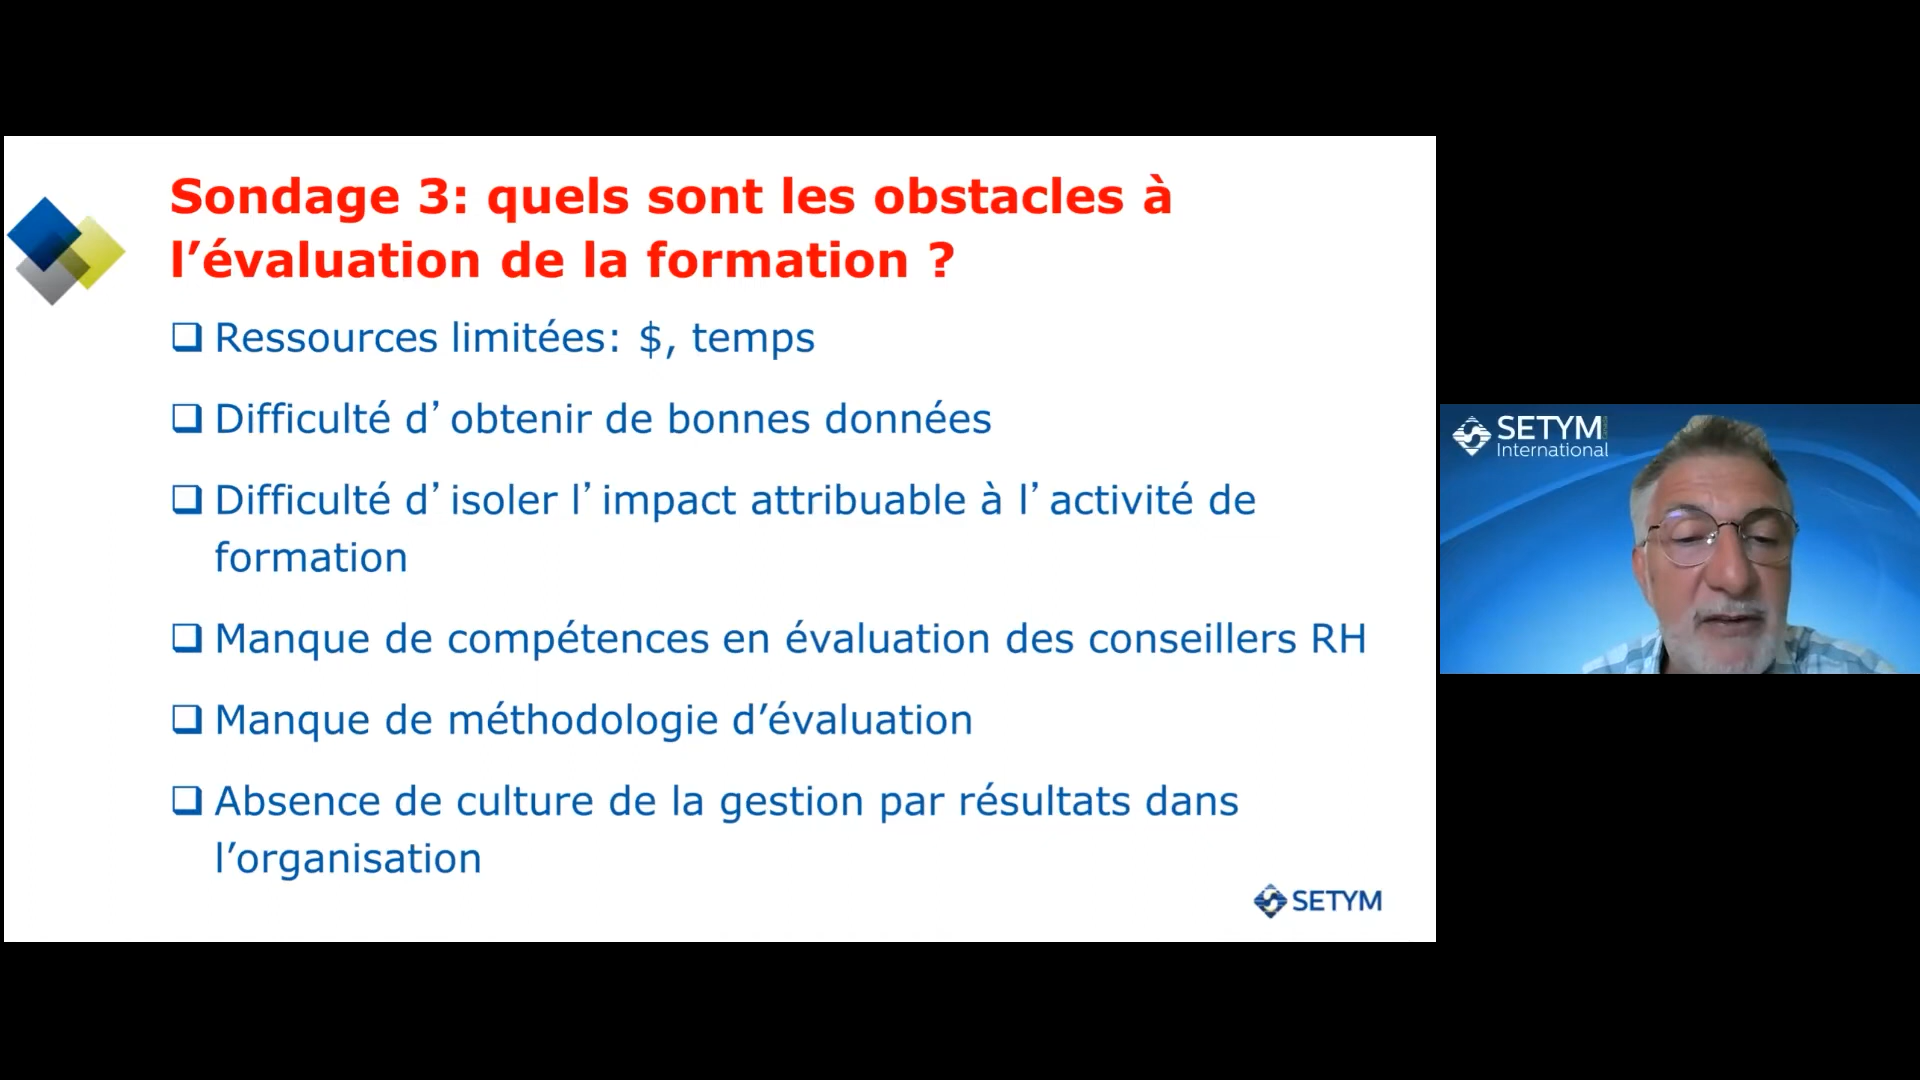 Sondage 3: quels sont les obstacles à
l’évaluation de la formation ?
Ressources limitées: $, temps
Difficulté d’obtenir de bonnes données
Difficulté d’isoler l’impact attribuable à l’activité de
formation
Manque de compétences en évaluation des conseillers RH
Manque de méthodologie d’évaluation
Absence de culture de la gestion par résultats dans
l’organisation
SETYM
SETYM
International